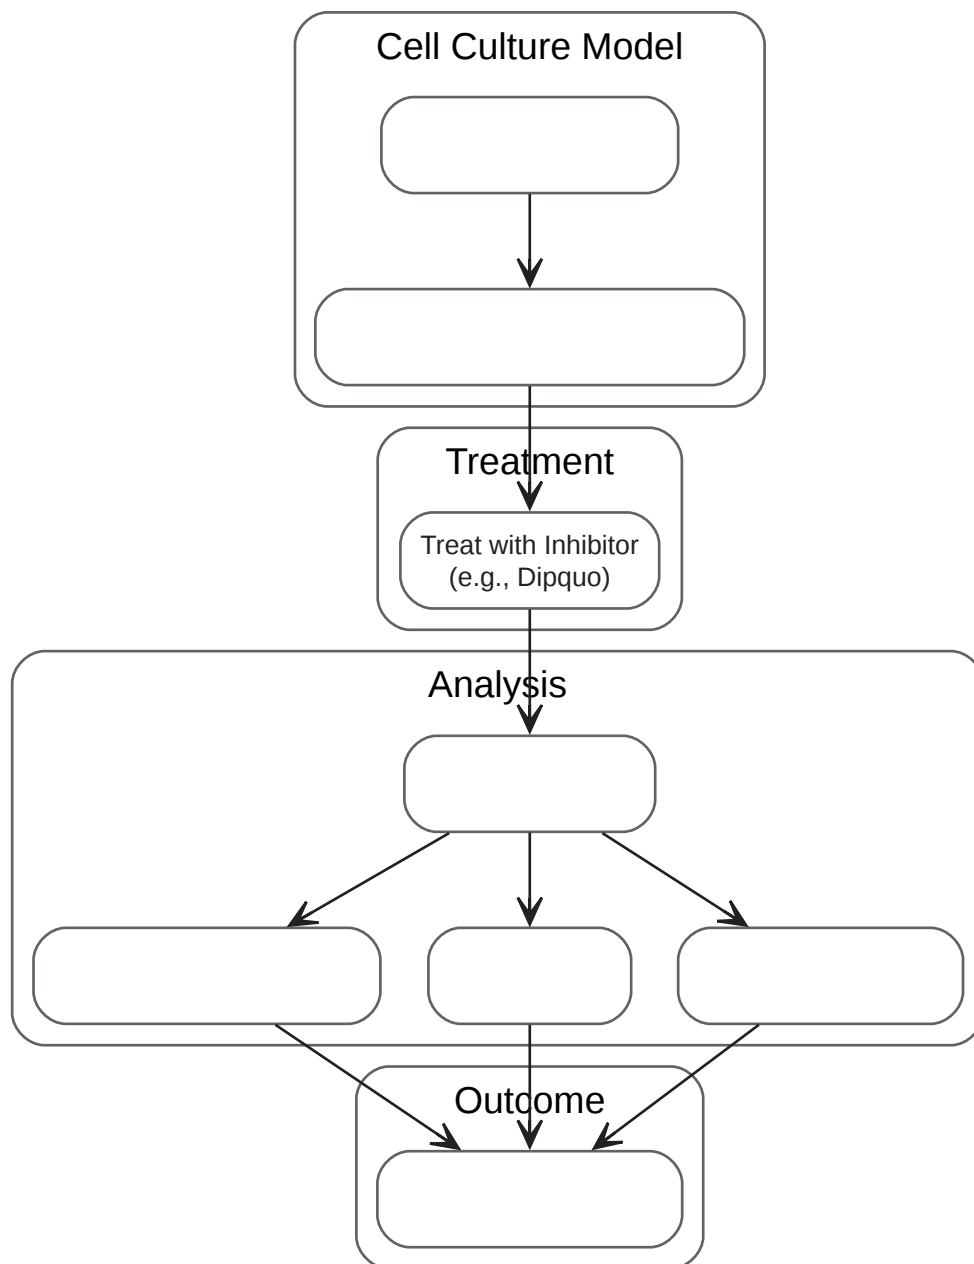 Cell Culture Model
Treatment
Treat with Inhibitor
(e.g., Dipquo)
Analysis
Outcome